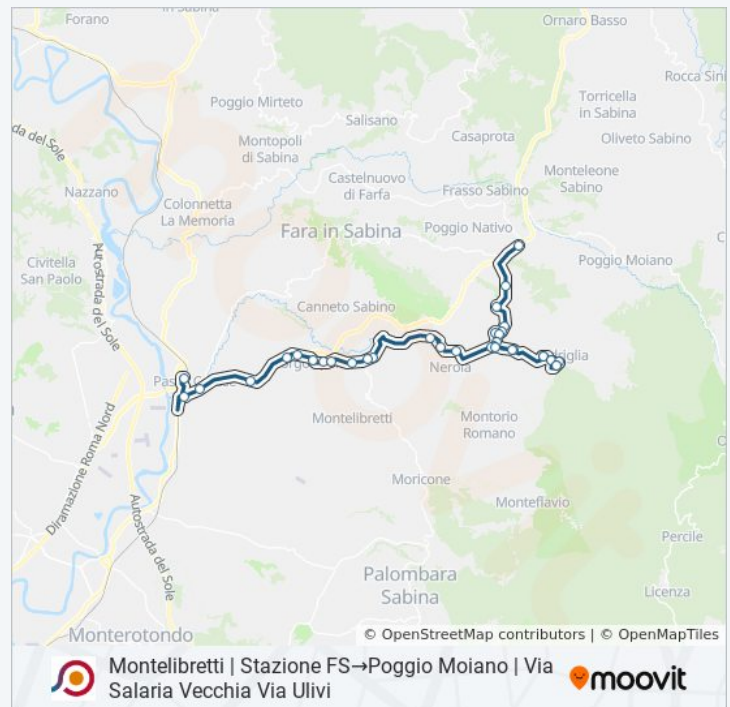 in Sabina
Forano
Ornaro Basso
Rocca Sini
Poggio Mirteto
Torricella
in Sabina
Salisano
Montopoli
di Sabina
Casaprota
Oliveto Sabino
da del Sole
Castelnuovo
di Farfa
Monteleone
Sabino
Nazzano
Frasso Sabino
Colonnetta
La Memoria
Poggio Nativo
Fara in Sabina
Civitella
San Paolo
Autostrada del Sole
Poggio Moiano
Canneto Sabino
Nerola
Montelibretti
Montorio
Romano
Diramazione Roma Nord
Moricone
Monteflavio
Autostrada del Sole
Percile
Palombara
Sabina
Licenza
Monterotondo
© OpenStreetMap contributors | © OpenMapTiles
Montelibretti | Stazione FS→Poggio Moiano | Via
Salaria Vecchia Via Ulivi
moovit